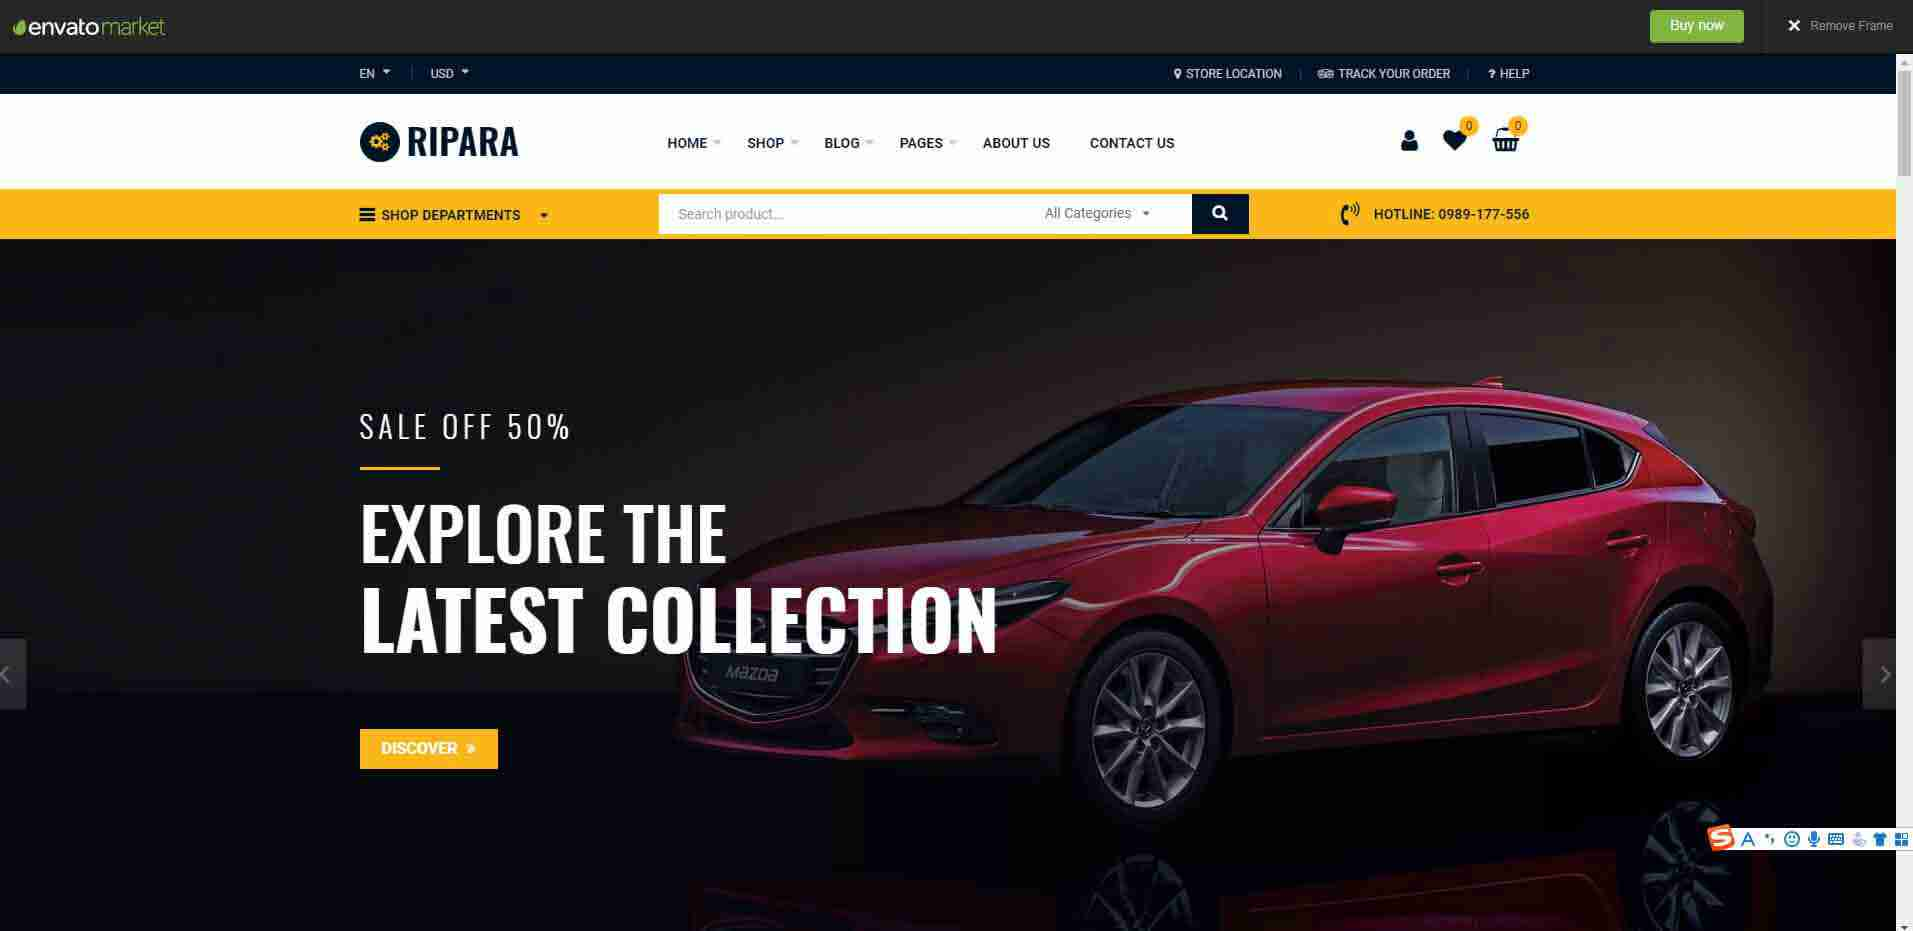 envatomarket
Buy now
Remove Frame
EN
USD
STORE LOCATION
TRACK YOUR ORDER
? HELP
RIPARA
HOME
SHOP
BLOG
PAGES
ABOUT US
CONTACT US
0
0
SHOP DEPARTMENTS
Search product...
All Categories
HOTLINE: 0989-177-556
SALE OFF 50%
EXPLORE THE
LATEST COLLECTION
mazda
DISCOVER »
S A